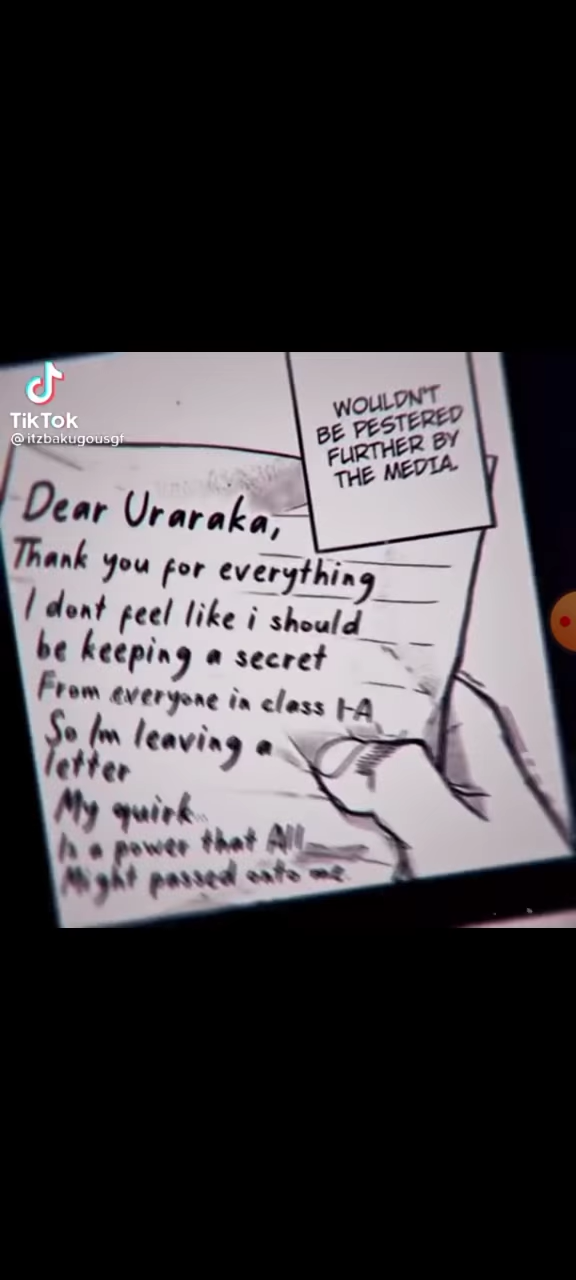 TikTok
@itzbakugousgf
WOULDN'T
BE PESTERED
FURTHER BY
THE MEDIA.
Dear Uraraka,
Thank you for everything
I dont feel like i should
be keeping a secret
From everyone in class 1-A
So Im leaving a
letter
My quirk
Is a power that All
Might passed onto me